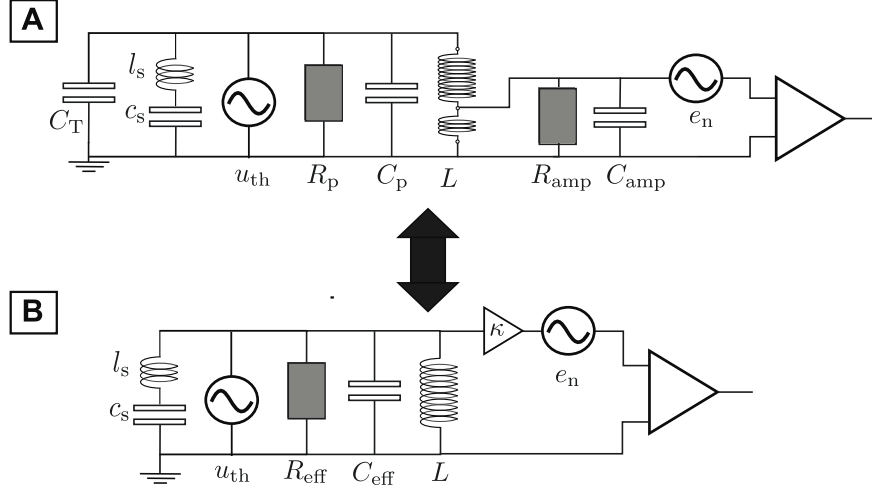 A
l_s
C_T
c_s
e_n
u_th R_p C_p L R_amp C_amp
B
κ
l_s
c_s
e_n
u_th R_eff C_eff L